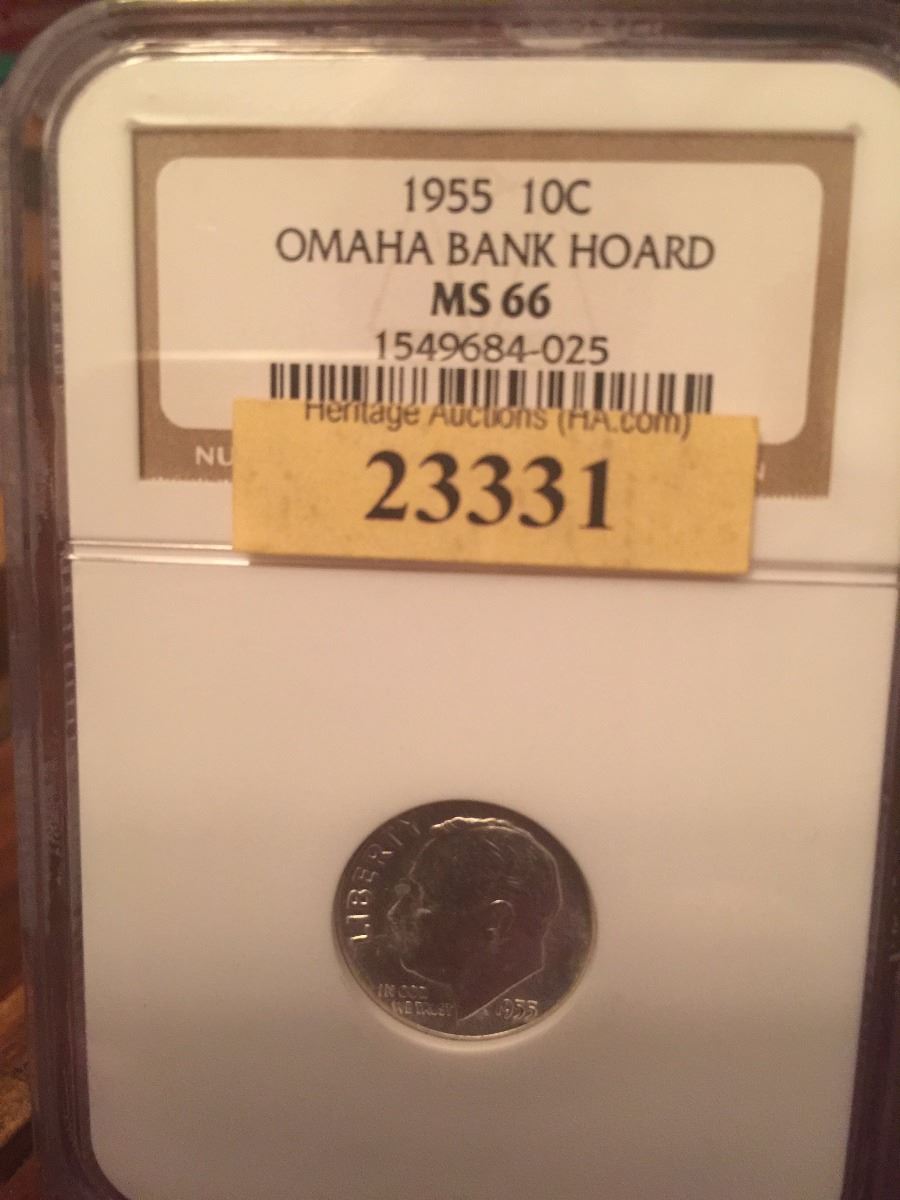 1955 10C
OMAHA BANK HOARD
MS 66
1549684-025
Heritage Auctions (HA.com)
NU N
23331
LIBERTY
IN GOD
WE TRUST
1955